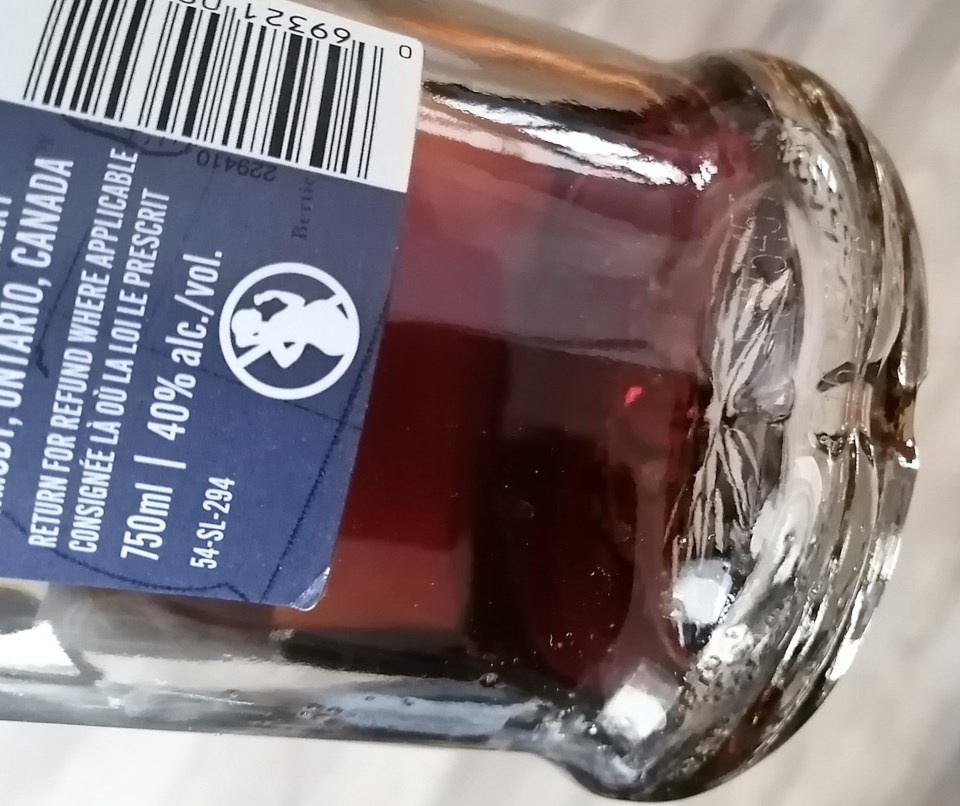 0 69321 0
229410
Bertie
ONTARIO, CANADA
RETURN FOR REFUND WHERE APPLICABLE
CONSIGNÉE LÀ OÙ LA LOI LE PRESCRIT
750ml | 40% alc./vol.
54-SL-294